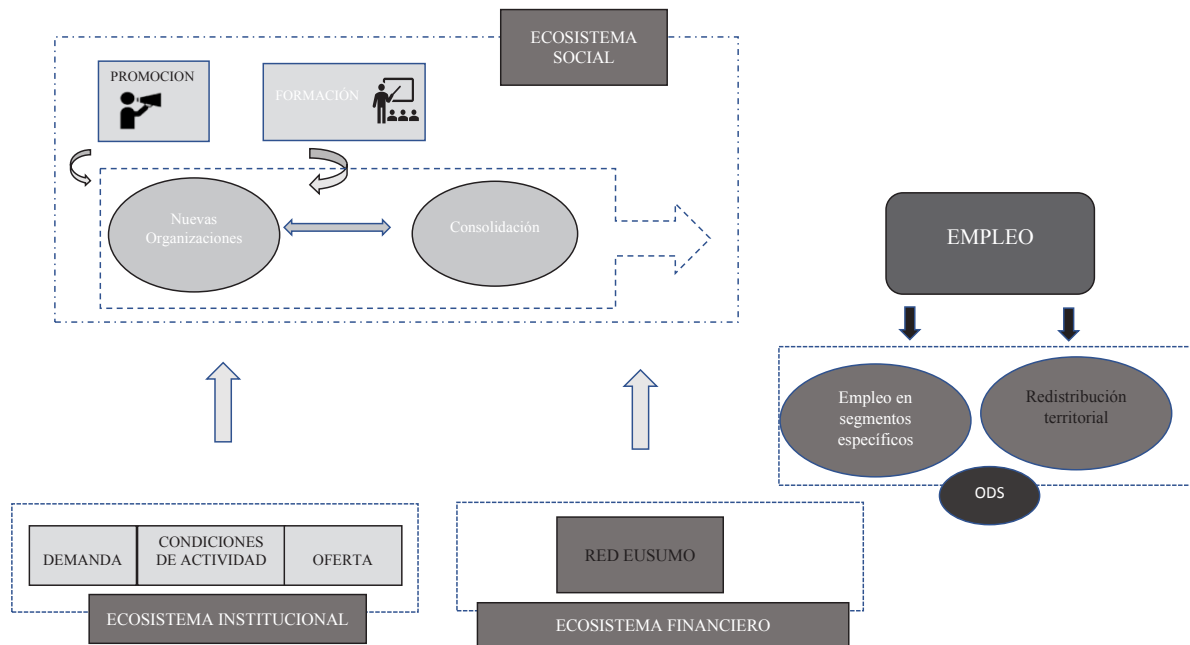 ECOSISTEMA
SOCIAL
PROMOCION
FORMACIÓN
Nuevas
Organizaciones
Consolidación
EMPLEO
Empleo en
segmentos
específicos
Redistribución
territorial
ODS
DEMANDA
CONDICIONES
DE ACTIVIDAD
OFERTA
ECOSISTEMA INSTITUCIONAL
RED EUSUMO
ECOSISTEMA FINANCIERO